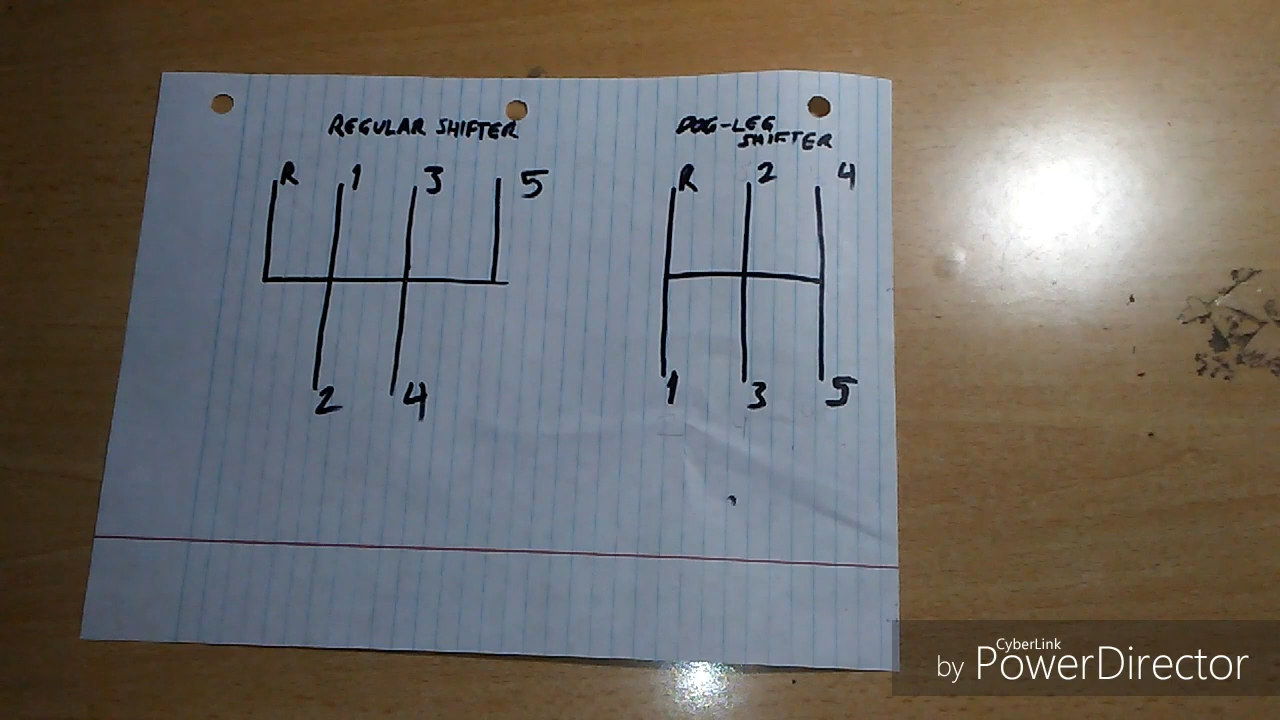 REGULAR SHIFTER
R 1 3 5
2 4
DOG-LEG
SHIFTER
R 2 4
1 3 5
CyberLink
by PowerDirector